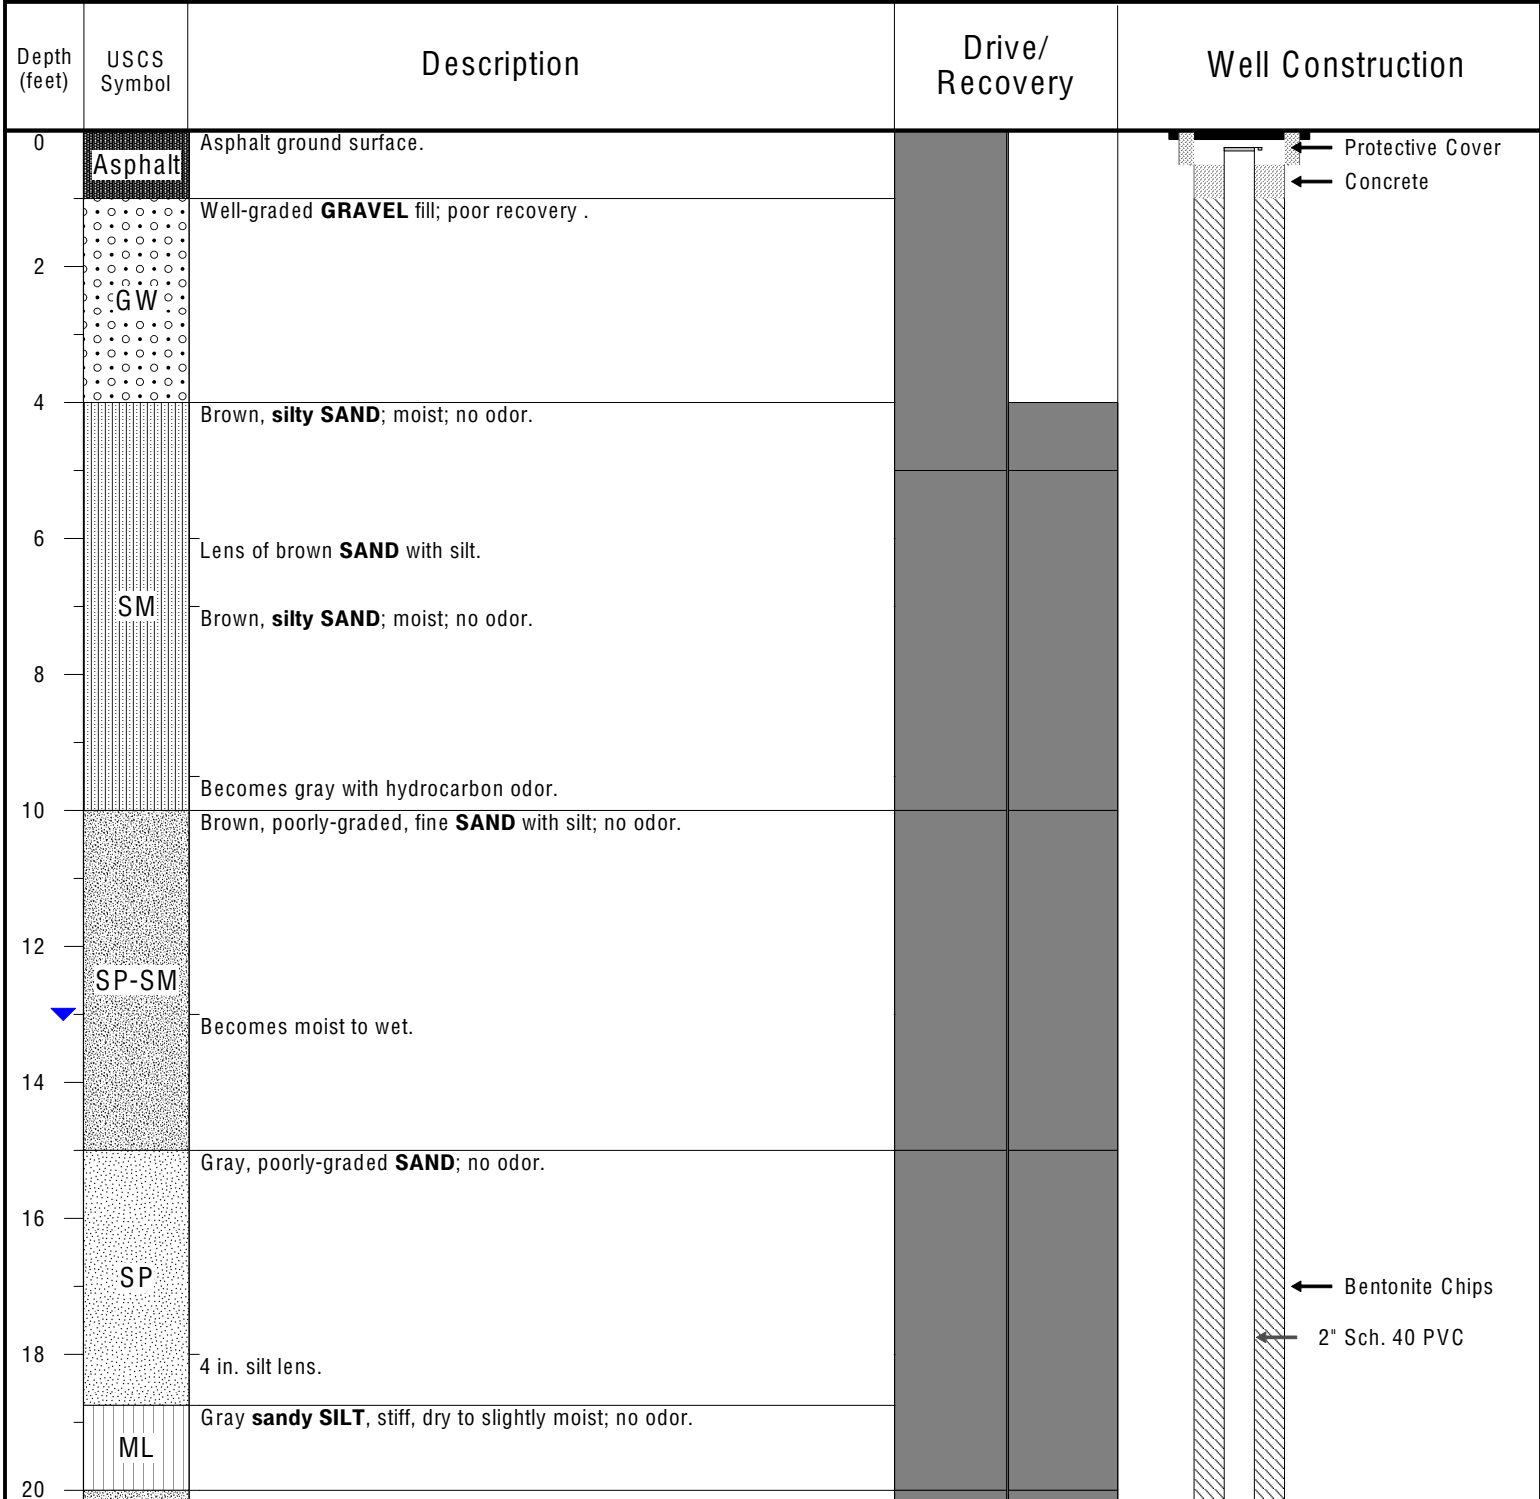 Depth
(feet)
USCS
Symbol
Description
Drive/
Recovery
Well Construction
0
Asphalt
Asphalt ground surface.
Protective Cover
Concrete
Well-graded GRAVEL fill; poor recovery .
2
GW
4
Brown, silty SAND; moist; no odor.
6
Lens of brown SAND with silt.
SM
Brown, silty SAND; moist; no odor.
8
Becomes gray with hydrocarbon odor.
10
Brown, poorly-graded, fine SAND with silt; no odor.
12
SP-SM
Becomes moist to wet.
14
Gray, poorly-graded SAND; no odor.
16
SP
Bentonite Chips
2" Sch. 40 PVC
18
4 in. silt lens.
Gray sandy SILT, stiff, dry to slightly moist; no odor.
ML
20